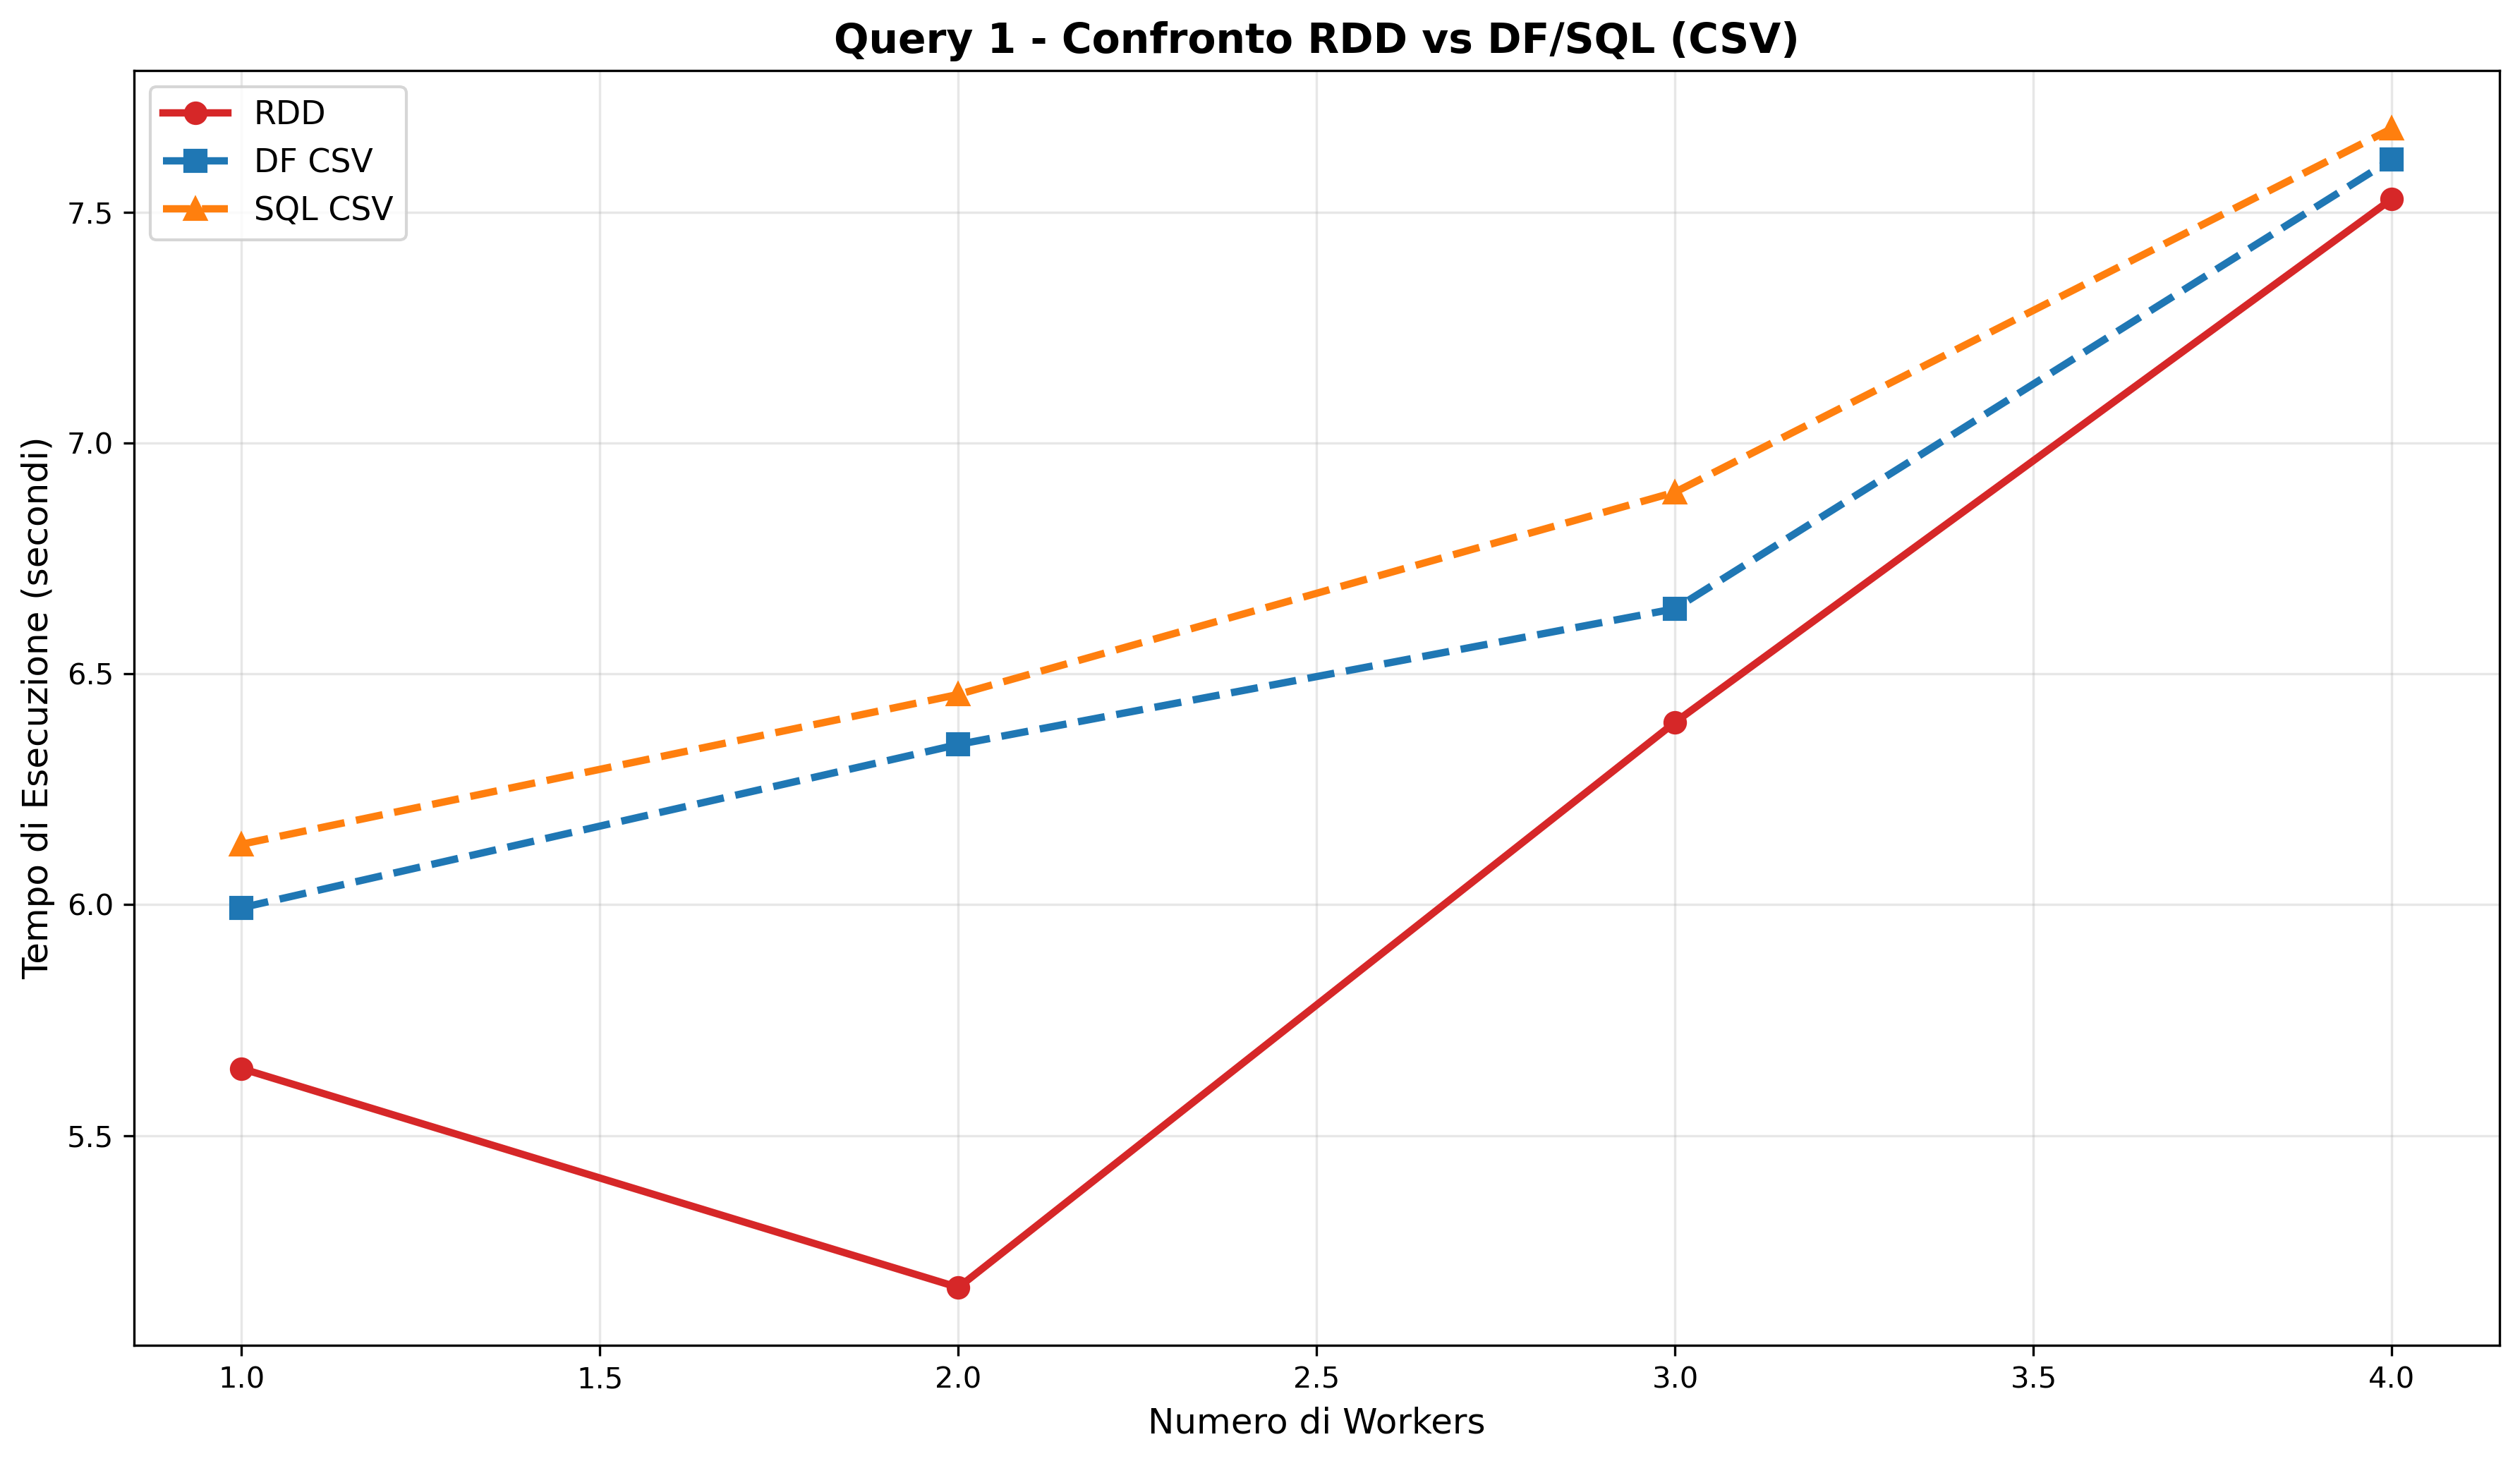 Query 1 - Confronto RDD vs DF/SQL (CSV)
RDD
DF CSV
SQL CSV
Tempo di Esecuzione (secondi)
7.5
7.0
6.5
6.0
5.5
1.0 1.5 2.0 2.5 3.0 3.5 4.0
Numero di Workers